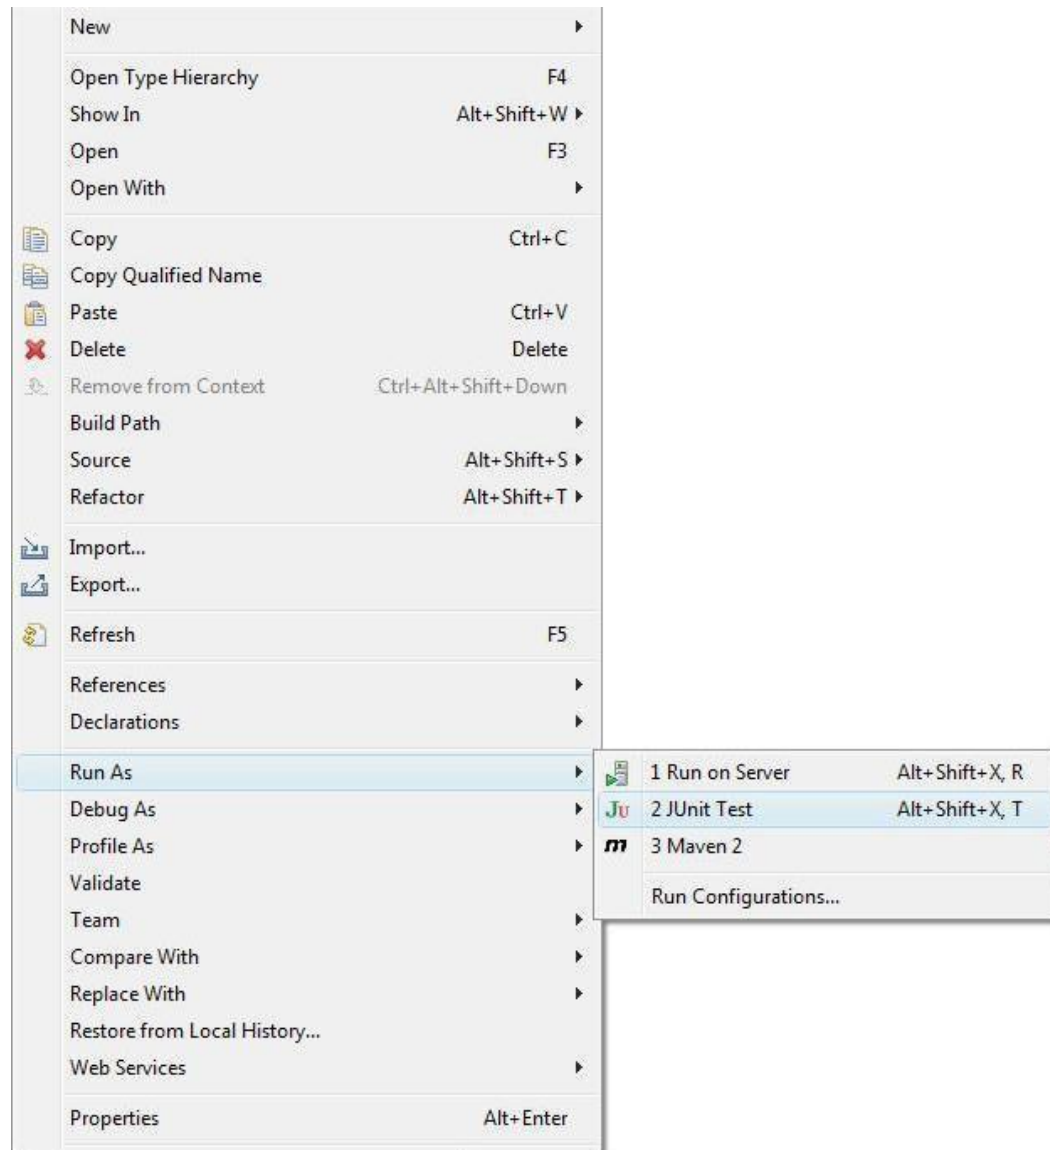 New
Open Type Hierarchy F4
Show In Alt+Shift+W
Open F3
Open With
Copy Ctrl+C
Copy Qualified Name
Paste Ctrl+V
Delete Delete
Remove from Context Ctrl+Alt+Shift+Down
Build Path
Source Alt+Shift+S
Refactor Alt+Shift+T
Import...
Export...
Refresh F5
References
Declarations
Run As
Debug As
Profile As
Validate
Team
Compare With
Replace With
Restore from Local History...
Web Services
Properties Alt+Enter
1 Run on Server Alt+Shift+X, R
JU 2 JUnit Test Alt+Shift+X, T
m 3 Maven 2
Run Configurations...